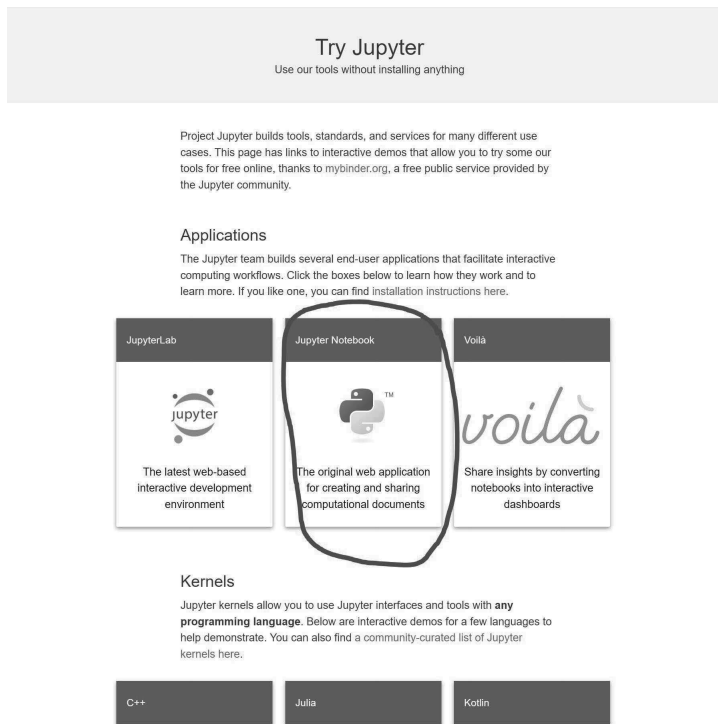 Try Jupyter
Use our tools without installing anything
Project Jupyter builds tools, standards, and services for many different use
cases. This page has links to interactive demos that allow you to try some our
tools for free online, thanks to mybinder.org, a free public service provided by
the Jupyter community.
Applications
The Jupyter team builds several end-user applications that facilitate interactive
computing workflows. Click the boxes below to learn how they work and to
learn more. If you like one, you can find installation instructions here.
JupyterLab
jupyter
The latest web-based
interactive development
environment
Jupyter Notebook
TM
The original web application
for creating and sharing
computational documents
Voilà
voilà
Share insights by converting
notebooks into interactive
dashboards
Kernels
Jupyter kernels allow you to use Jupyter interfaces and tools with any
programming language. Below are interactive demos for a few languages to
help demonstrate. You can also find a community-curated list of Jupyter
kernels here.
C++
Julia
Kotlin